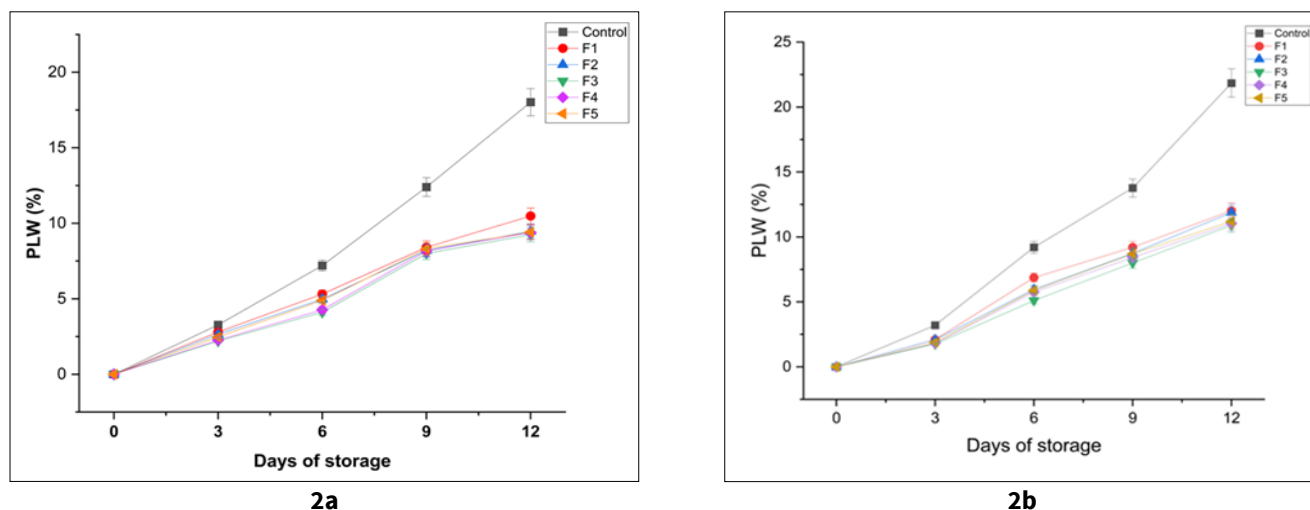 Control
F1
F2
F3
F4
F5
20
15
10
5
0
PLW (%)
0 3 6 9 12
Days of storage
2a
Control
F1
F2
F3
F4
F5
25
20
15
10
5
0
PLW (%)
0 3 6 9 12
Days of storage
2b